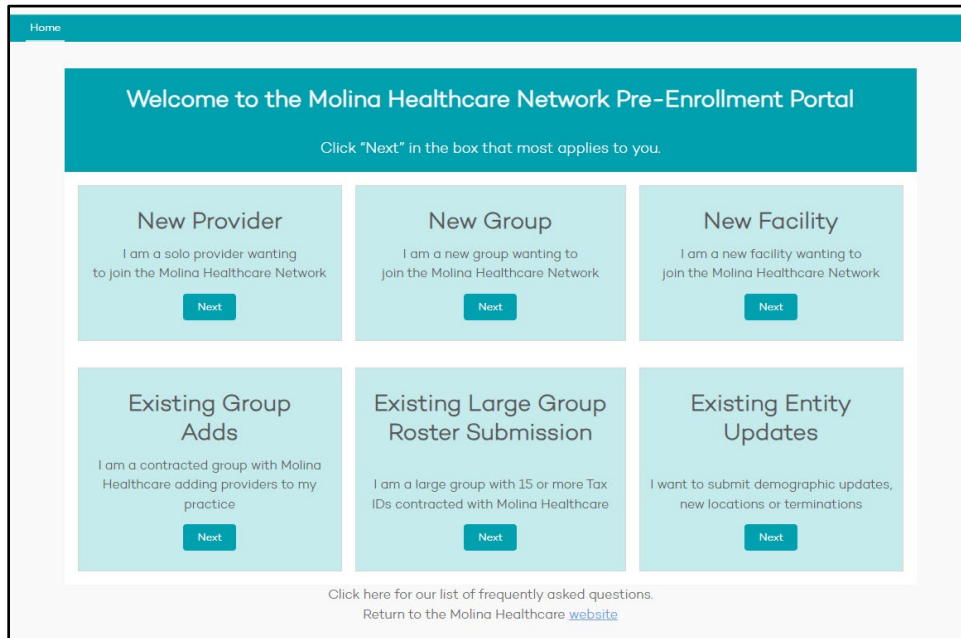 Home
Welcome to the Molina Healthcare Network Pre-Enrollment Portal
Click "Next" in the box that most applies to you.
New Provider
I am a solo provider wanting
to join the Molina Healthcare Network
Next
New Group
I am a new group wanting to
join the Molina Healthcare Network
Next
New Facility
I am a new facility wanting to
join the Molina Healthcare Network
Next
Existing Group
Adds
I am a contracted group with Molina
Healthcare adding providers to my
practice
Next
Existing Large Group
Roster Submission
I am a large group with 15 or more Tax
IDs contracted with Molina Healthcare
Next
Existing Entity
Updates
I want to submit demographic updates,
new locations or terminations
Next
Click here for our list of frequently asked questions.
Return to the Molina Healthcare website